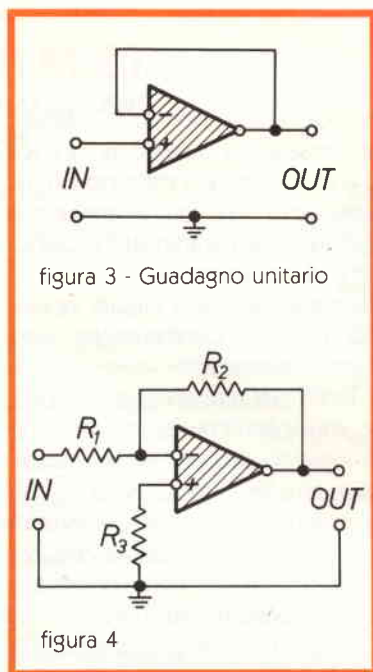 −
+
IN
OUT
figura 3 - Guadagno unitario
R₂
R₁
−
+
IN
OUT
R₃
figura 4